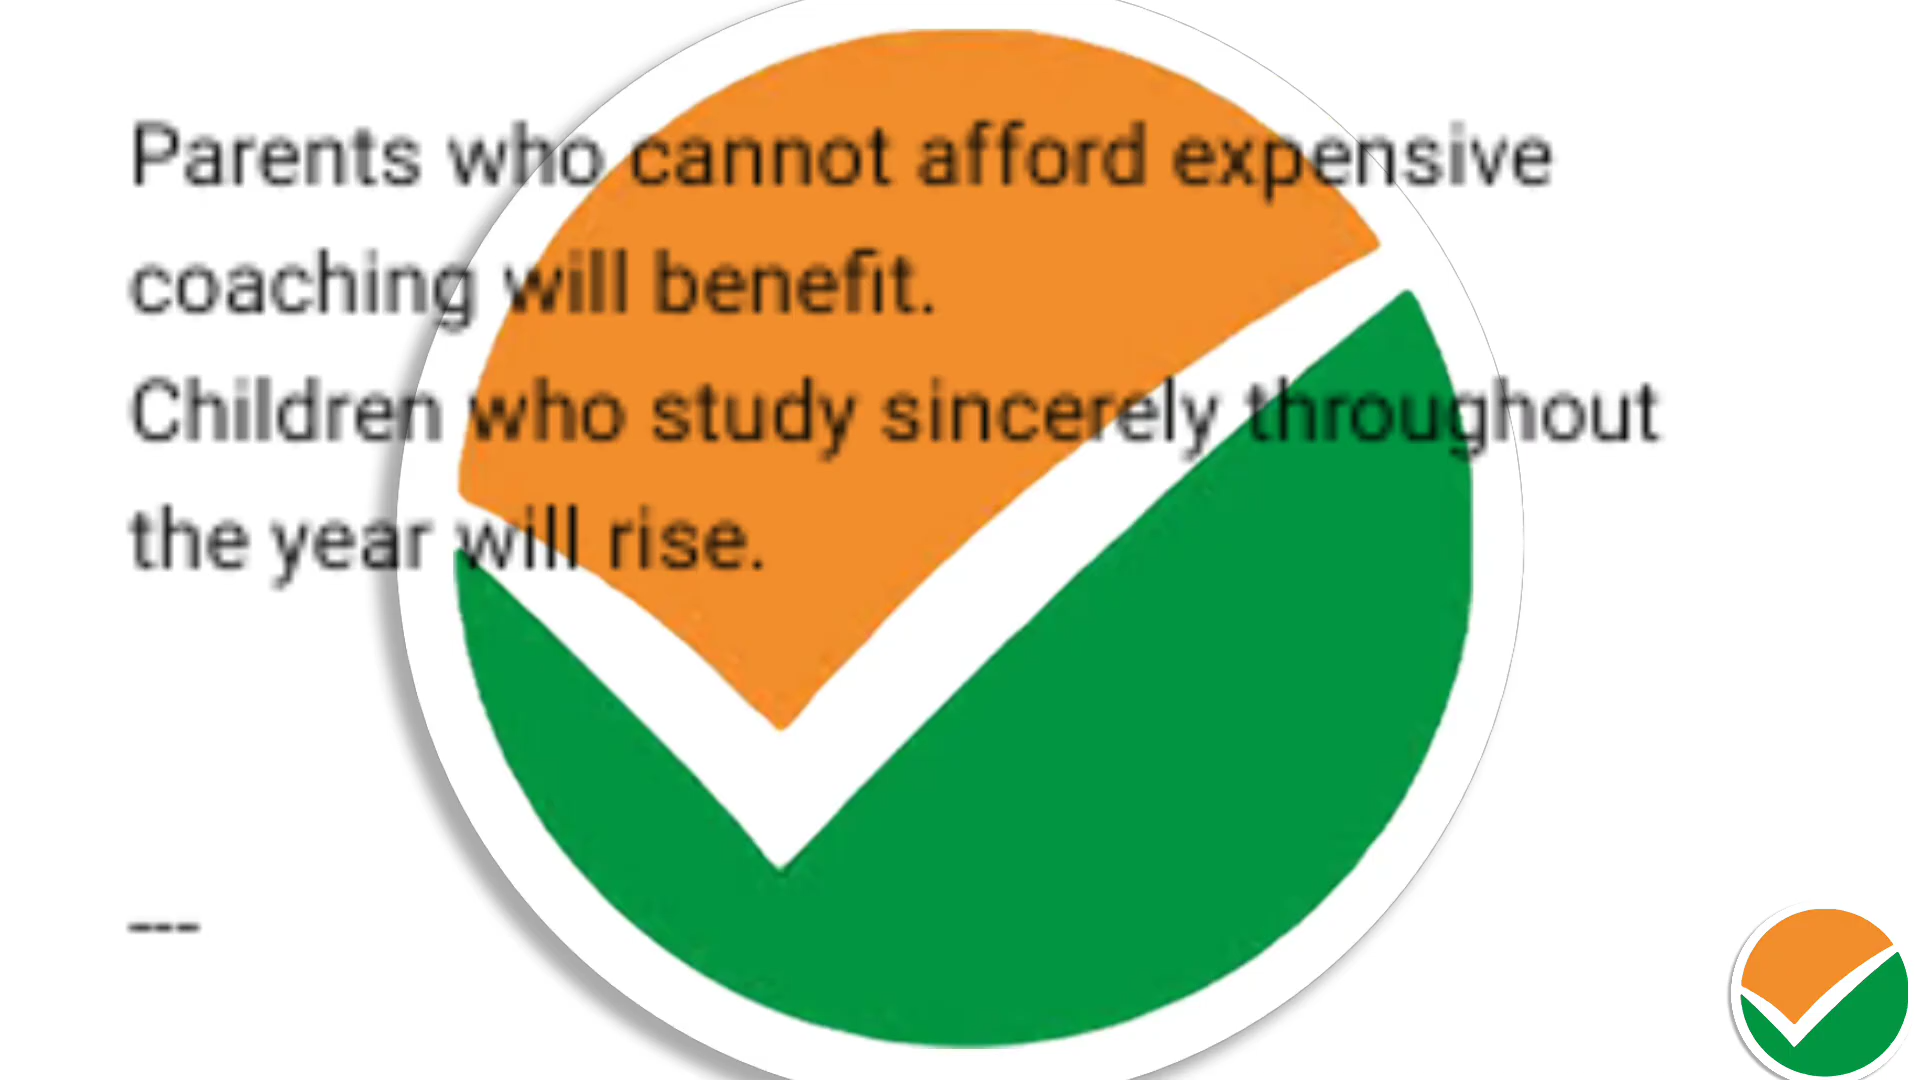 Parents who cannot afford expensive
coaching will benefit.
Children who study sincerely throughout
the year will rise.
---